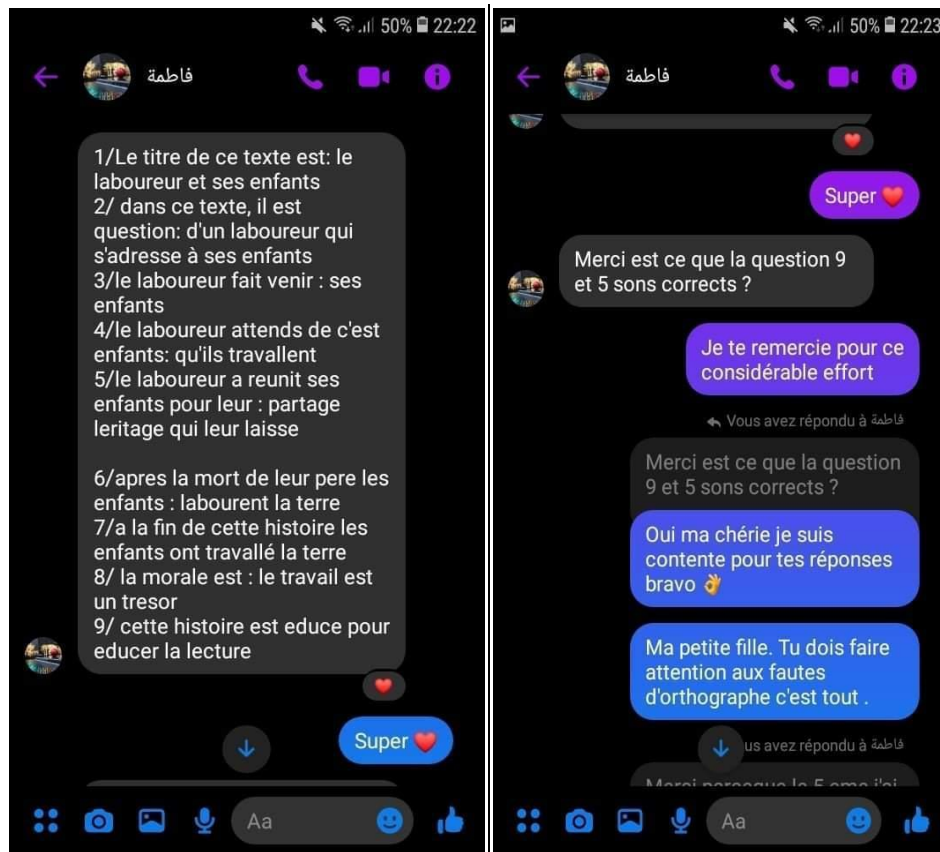 50% 22:22
فاطمة
1/Le titre de ce texte est: le
laboureur et ses enfants
2/ dans ce texte, il est
question: d'un laboureur qui
s'adresse à ses enfants
3/le laboureur fait venir : ses
enfants
4/le laboureur attends de c'est
enfants: qu'ils travallent
5/le laboureur a reunit ses
enfants pour leur : partage
leritage qui leur laisse
6/apres la mort de leur pere les
enfants : labourent la terre
7/a la fin de cette histoire les
enfants ont travallé la terre
8/ la morale est : le travail est
un tresor
9/ cette histoire est educe pour
educer la lecture
Super
Aa
50% 22:23
فاطمة
Super
Merci est ce que la question 9
et 5 sons corrects ?
Je te remercie pour ce
considérable effort
Vous avez répondu à فاطمة
Merci est ce que la question
9 et 5 sons corrects ?
Oui ma chérie je suis
contente pour tes réponses
bravo
Ma petite fille. Tu dois faire
attention aux fautes
d'orthographe c'est tout .
us avez répondu à فاطمة
Merci parceque le 5 eme j'ai
Aa